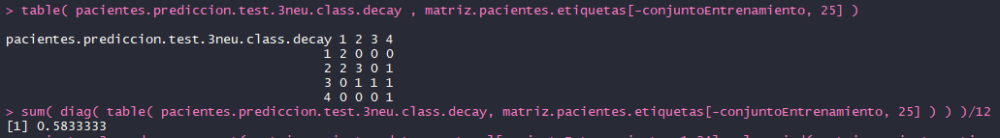 > table( pacientes.prediccion.test.3neu.class.decay , matriz.pacientes.etiquetas[-conjuntoEntrenamiento, 25] )
pacientes.prediccion.test.3neu.class.decay 1 2 3 4
1 2 0 0 0
2 2 3 0 1
3 0 1 1 1
4 0 0 0 1
> sum( diag( table( pacientes.prediccion.test.3neu.class.decay, matriz.pacientes.etiquetas[-conjuntoEntrenamiento, 25] ) ) )/12
[1] 0.5833333